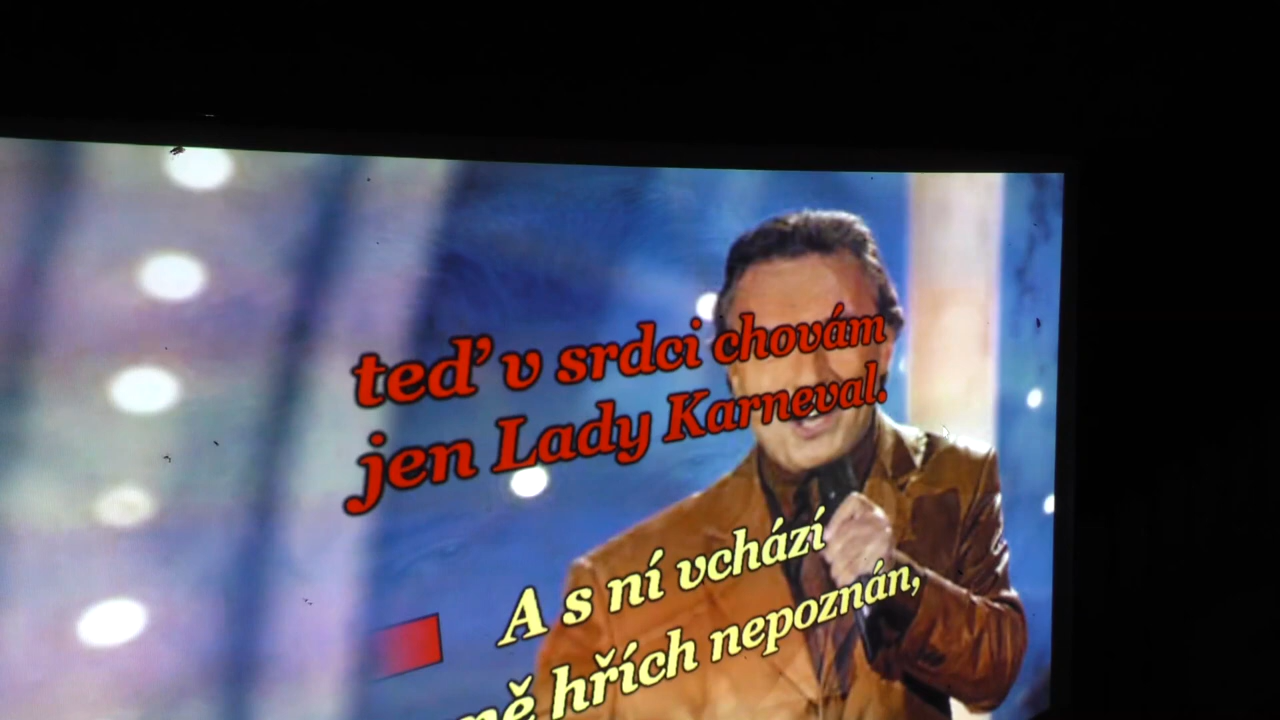 teď v srdci chovám
jen Lady Karneval.
A s ní vchází
hřích nepoznán,